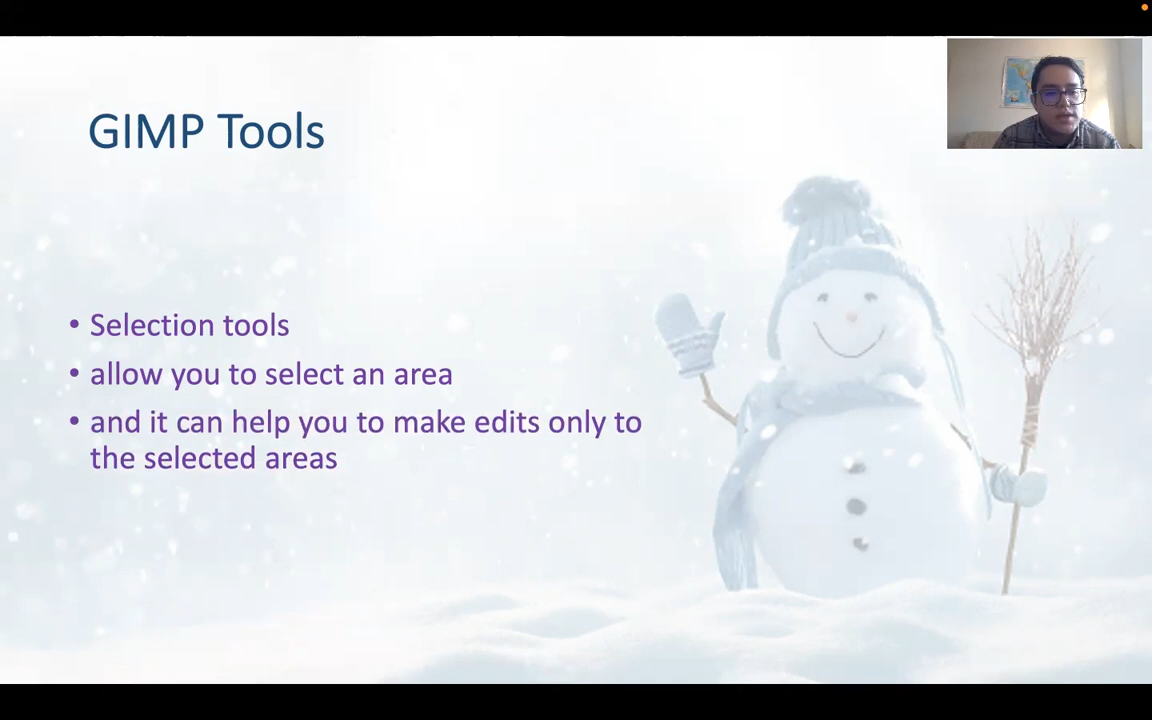 GIMP Tools
• Selection tools
• allow you to select an area
• and it can help you to make edits only to
the selected areas